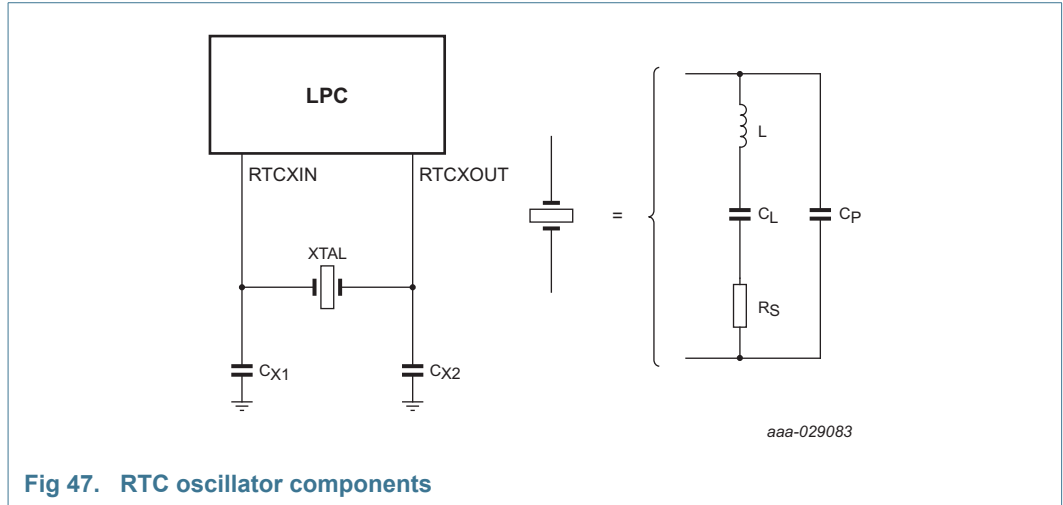 LPC
RTCXIN
RTCXOUT
XTAL
CX1
CX2
=
L
CL
CP
RS
aaa-029083
Fig 47. RTC oscillator components